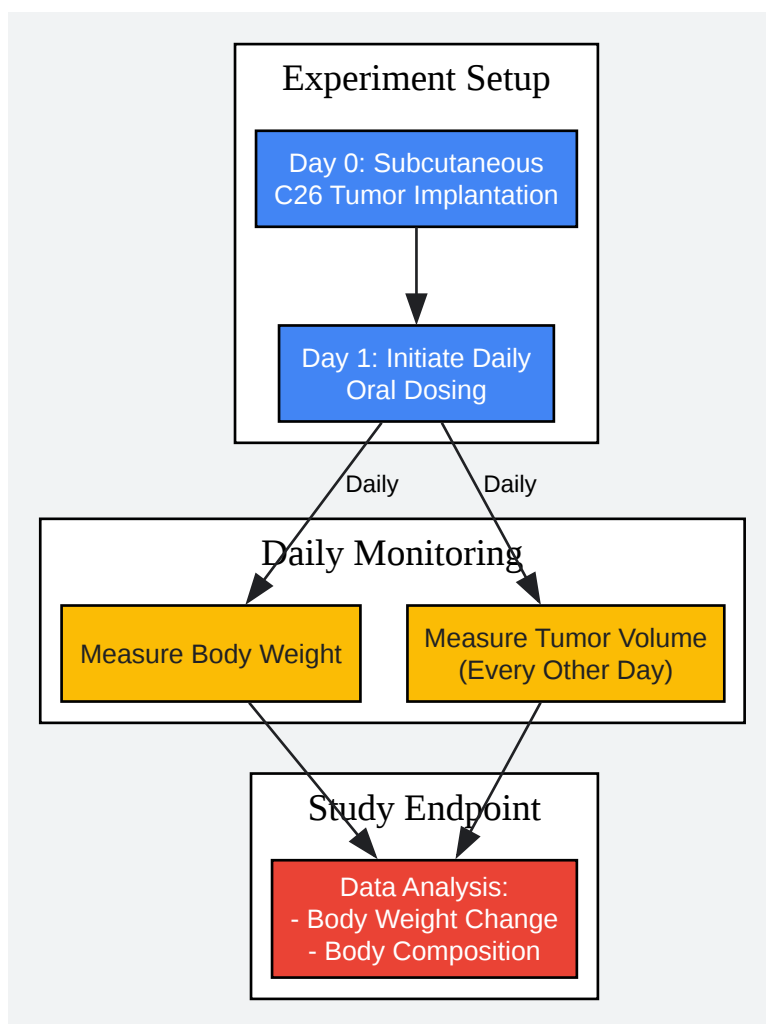 Experiment Setup
Day 0: Subcutaneous
C26 Tumor Implantation
Day 1: Initiate Daily
Oral Dosing
Daily
Daily
Daily Monitoring
Measure Body Weight
Measure Tumor Volume
(Every Other Day)
Study Endpoint
Data Analysis:
- Body Weight Change
- Body Composition